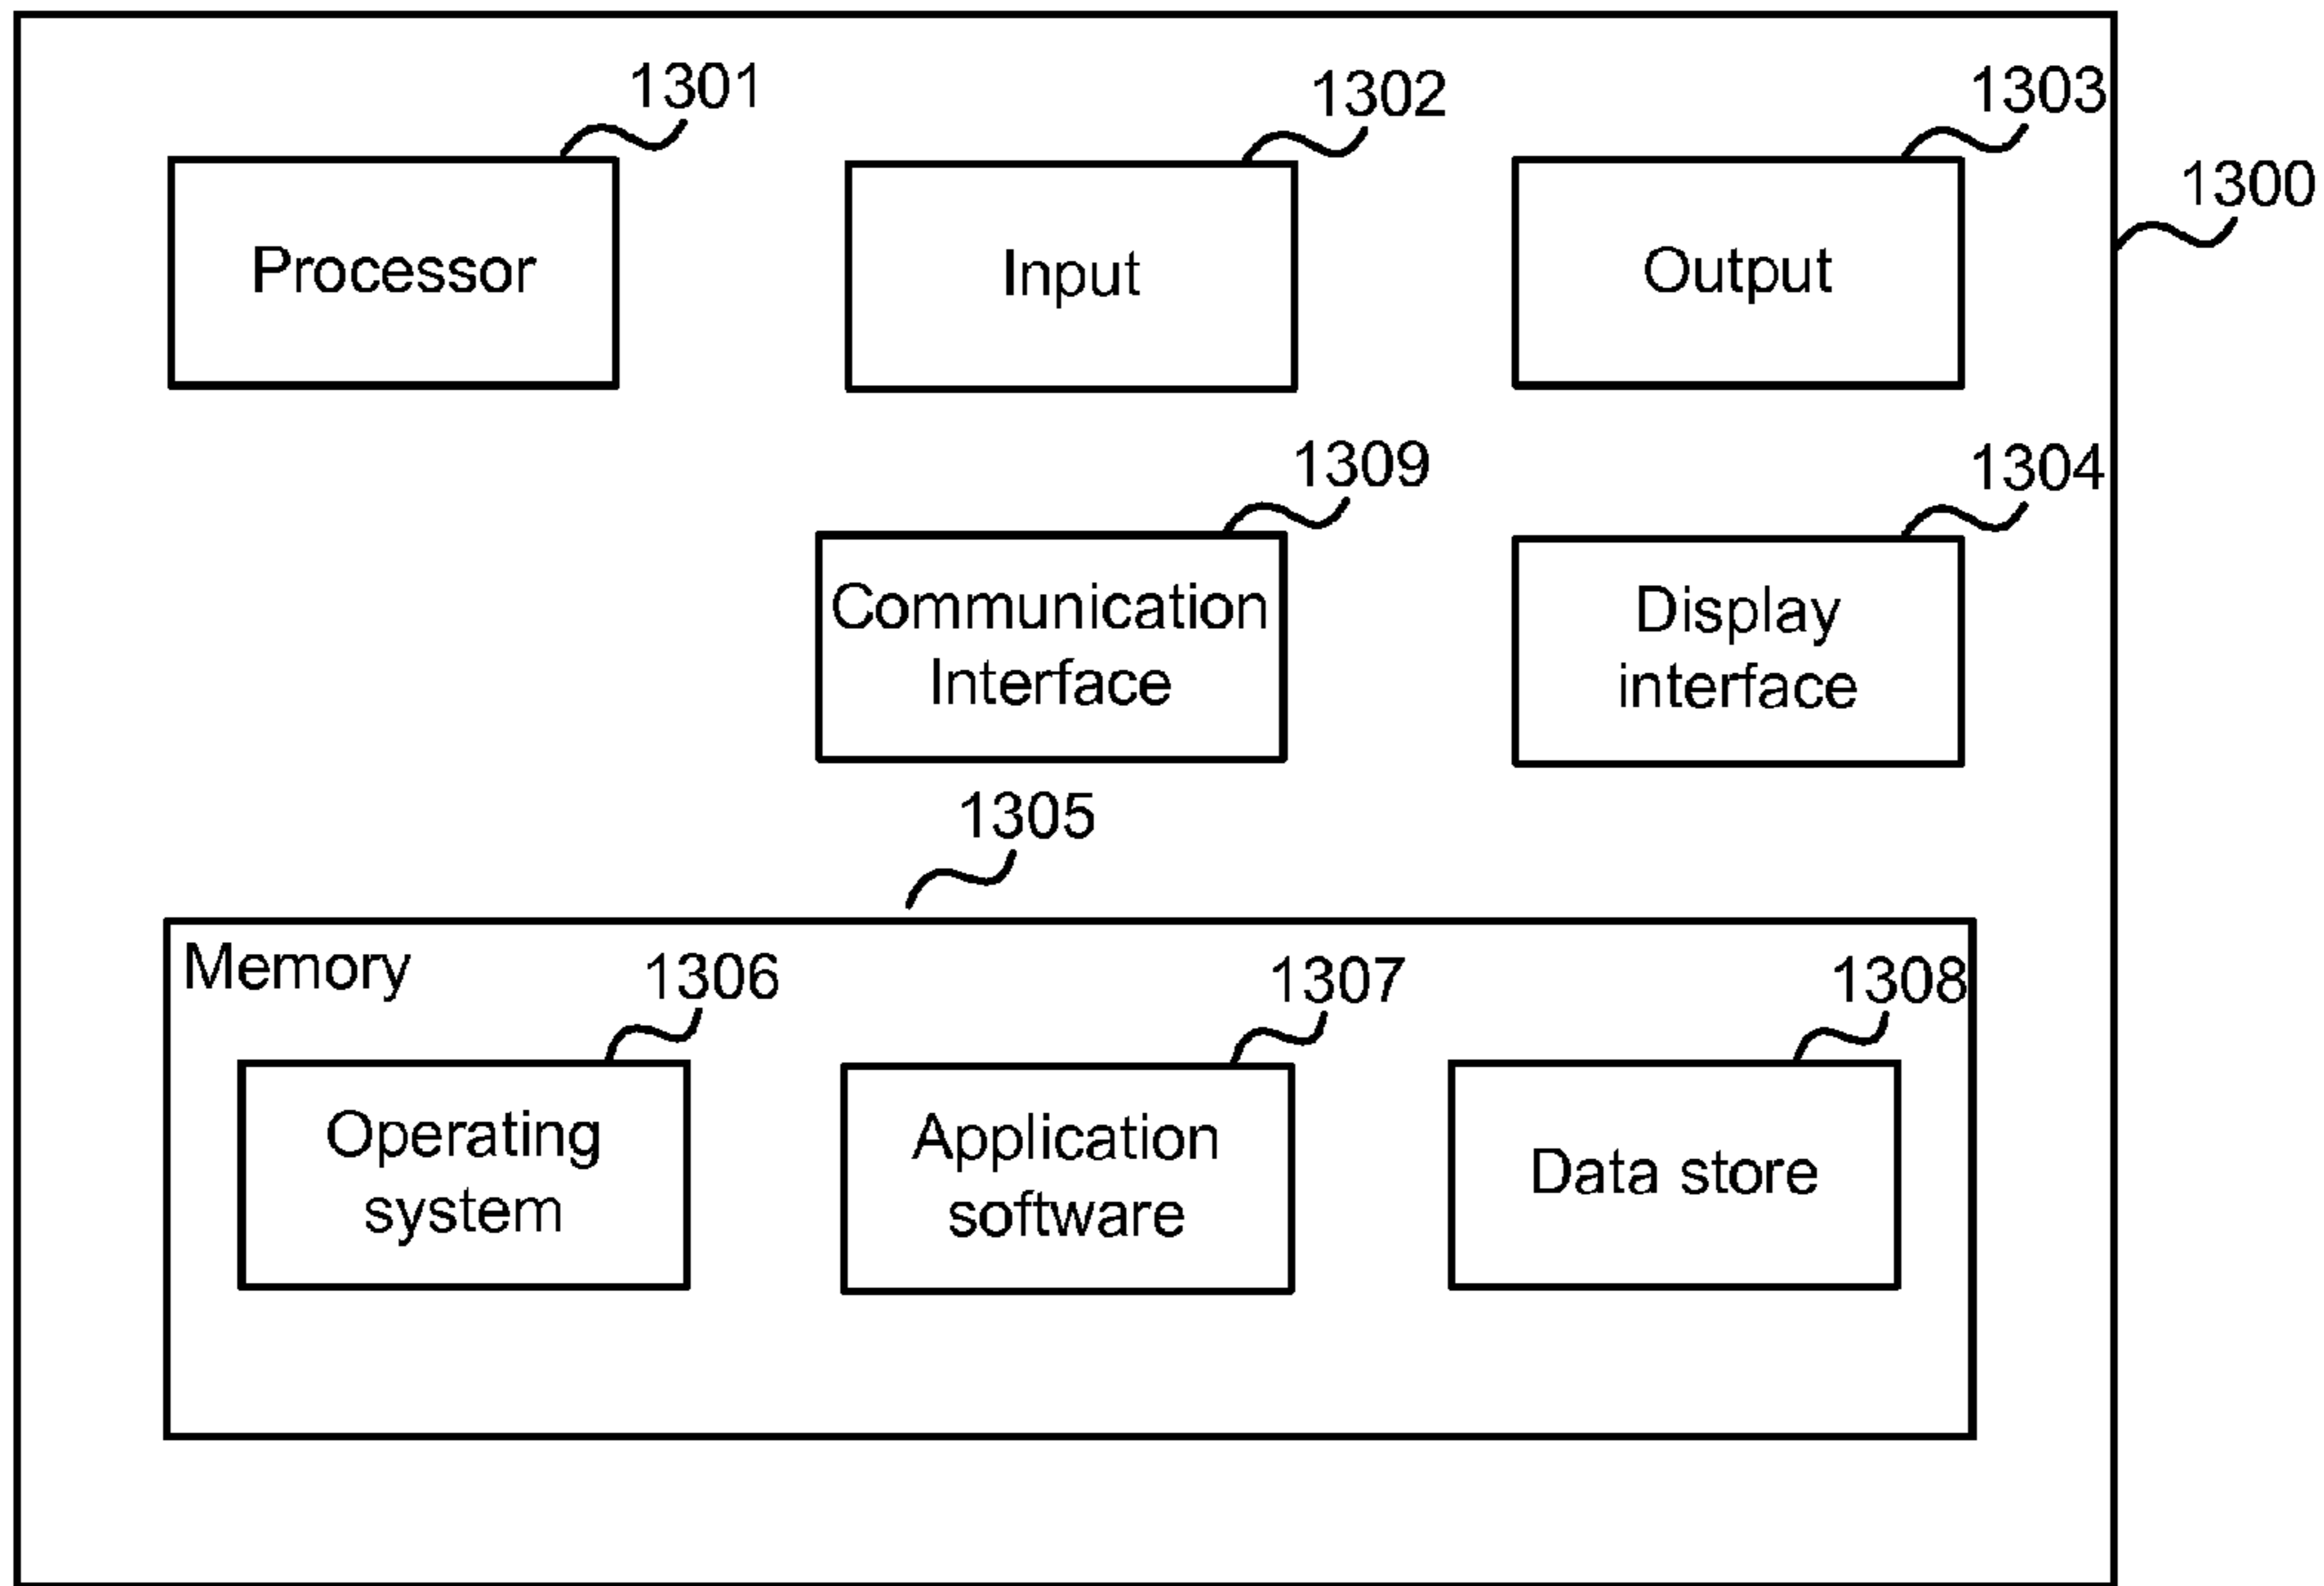 1301
1302
1303
1300
Processor
Input
Output
1309
1304
Communication
Interface
Display
interface
1305
Memory
1306
1307
1308
Operating
system
Application
software
Data store